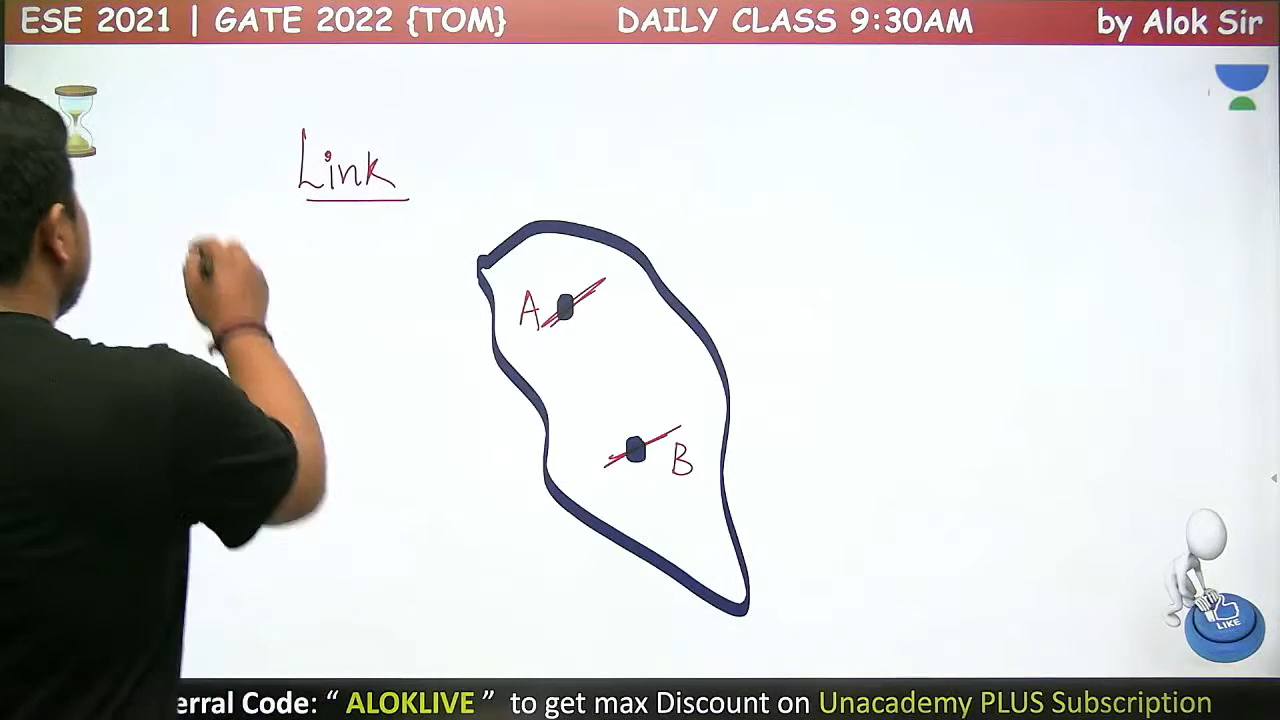 ESE 2021 | GATE 2022 {TOM} DAILY CLASS 9:30AM by Alok Sir
Link
A
B
LIKE
erral Code: “ ALOKLIVE ” to get max Discount on Unacademy PLUS Subscription